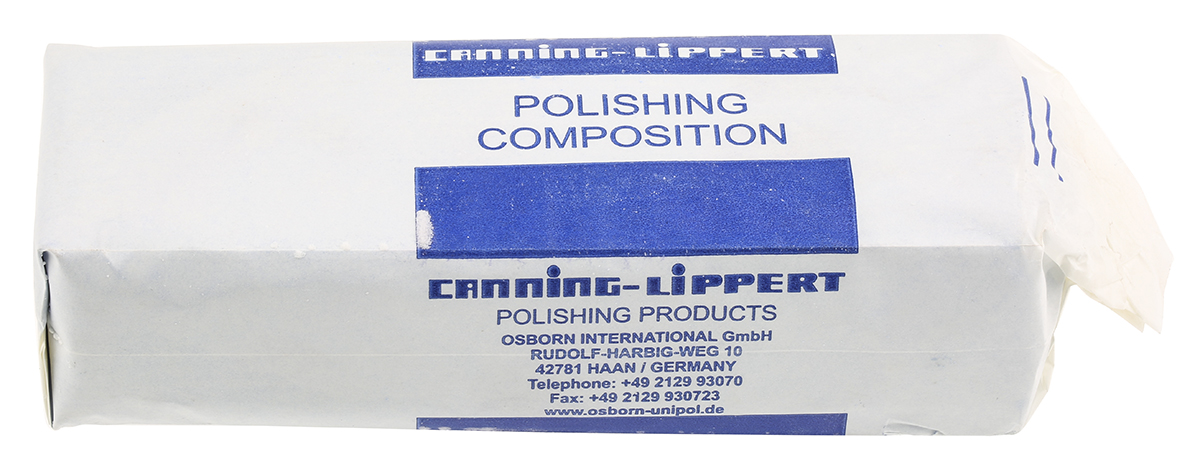 CANNiNG-LiPPERT
POLISHING
COMPOSITION
CANNiNG-LiPPERT
POLISHING PRODUCTS
OSBORN INTERNATIONAL GmbH
RUDOLF-HARBIG-WEG 10
42781 HAAN / GERMANY
Telephone: +49 2129 93070
Fax: +49 2129 930723
www.osborn-unipol.de